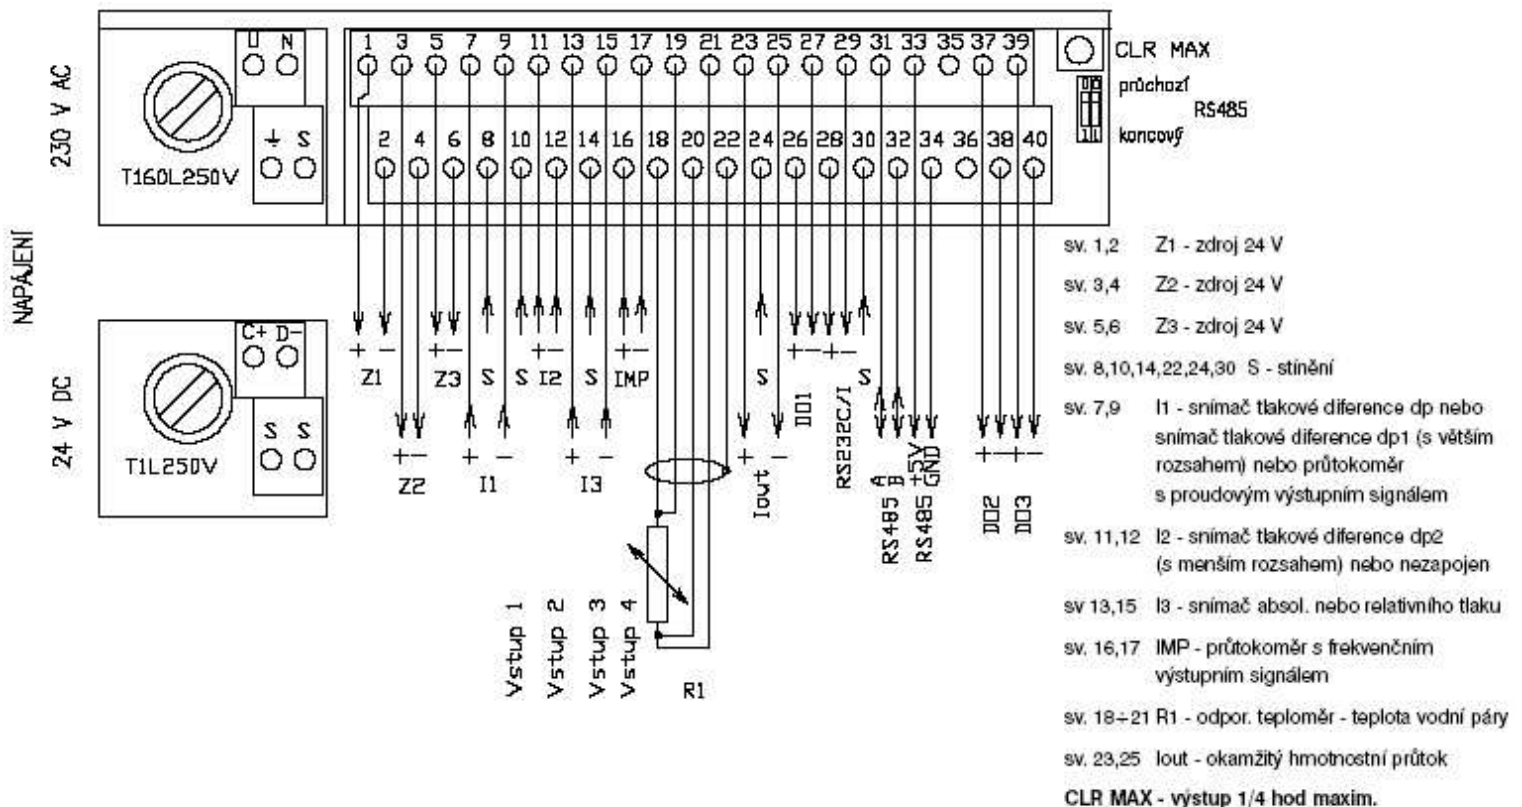 NAPÁJENÍ
230 V AC
U N
⏚ S
T160L250V
24 V DC
C+ D-
S S
T1L250V
1 3 5 7 9 11 13 15 17 19 21 23 25 27 29 31 33 35 37 39
2 4 6 8 10 12 14 16 18 20 22 24 26 28 30 32 34 36 38 40
CLR MAX
průchozí
RS485
koncový
+ -
Z1
+-
Z3
S
S
+-
I2
S
+-
IMP
S
+-
DO1
+-
RS232C/I
S
+-
Z2
+ -
I1
+ -
I3
+ -
Iout
RS485 A
B
RS485 +5V
GND
+-+-
DO2
DO3
Vstup 1
Vstup 2
Vstup 3
Vstup 4
R1
sv. 1,2 Z1 - zdroj 24 V
sv. 3,4 Z2 - zdroj 24 V
sv. 5,6 Z3 - zdroj 24 V
sv. 8,10,14,22,24,30 S - stínění
sv. 7,9 I1 - snímač tlakové diference dp nebo
snímač tlakové diference dp1 (s větším
rozsahem) nebo průtokoměr
s proudovým výstupním signálem
sv. 11,12 I2 - snímač tlakové diference dp2
(s menším rozsahem) nebo nezapojen
sv 13,15 I3 - snímač absol. nebo relativního tlaku
sv. 16,17 IMP - průtokoměr s frekvenčním
výstupním signálem
sv. 18÷21 R1 - odpor. teploměr - teplota vodní páry
sv. 23,25 Iout - okamžitý hmotnostní průtok
CLR MAX - výstup 1/4 hod maxim.